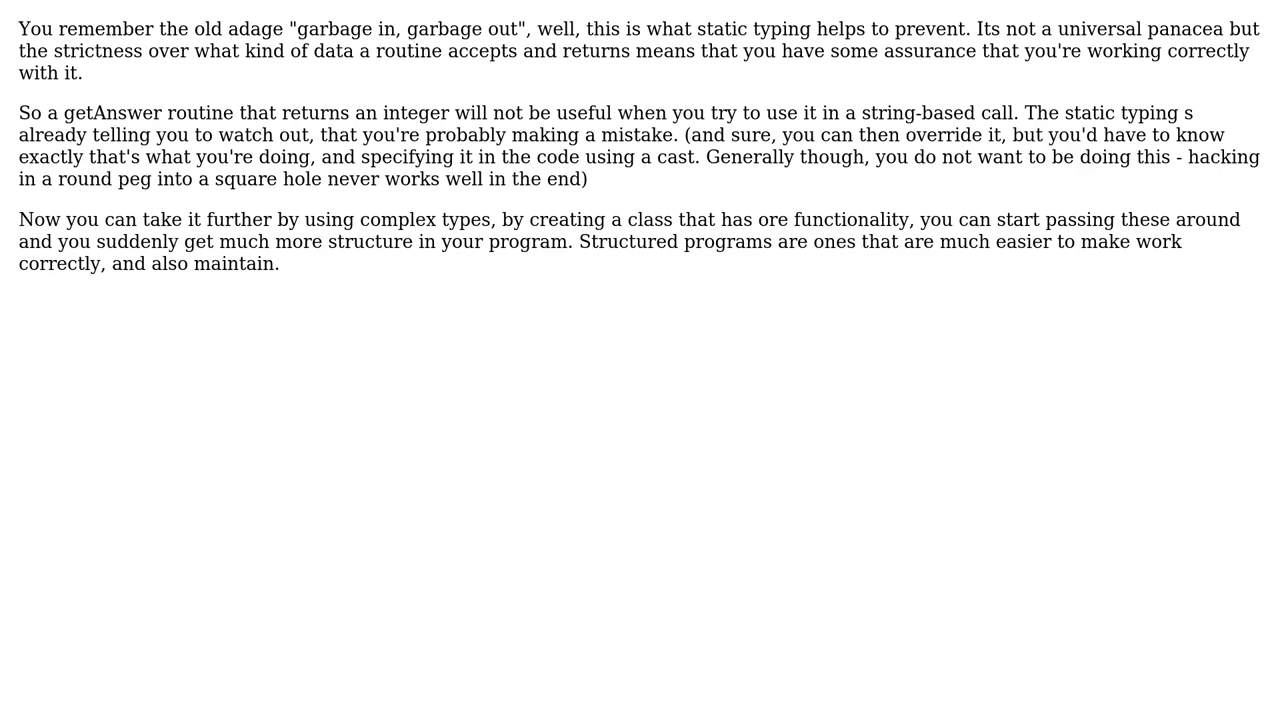 You remember the old adage "garbage in, garbage out", well, this is what static typing helps to prevent. Its not a universal panacea but
the strictness over what kind of data a routine accepts and returns means that you have some assurance that you're working correctly
with it.
So a getAnswer routine that returns an integer will not be useful when you try to use it in a string-based call. The static typing s
already telling you to watch out, that you're probably making a mistake. (and sure, you can then override it, but you'd have to know
exactly that's what you're doing, and specifying it in the code using a cast. Generally though, you do not want to be doing this - hacking
in a round peg into a square hole never works well in the end)
Now you can take it further by using complex types, by creating a class that has ore functionality, you can start passing these around
and you suddenly get much more structure in your program. Structured programs are ones that are much easier to make work
correctly, and also maintain.